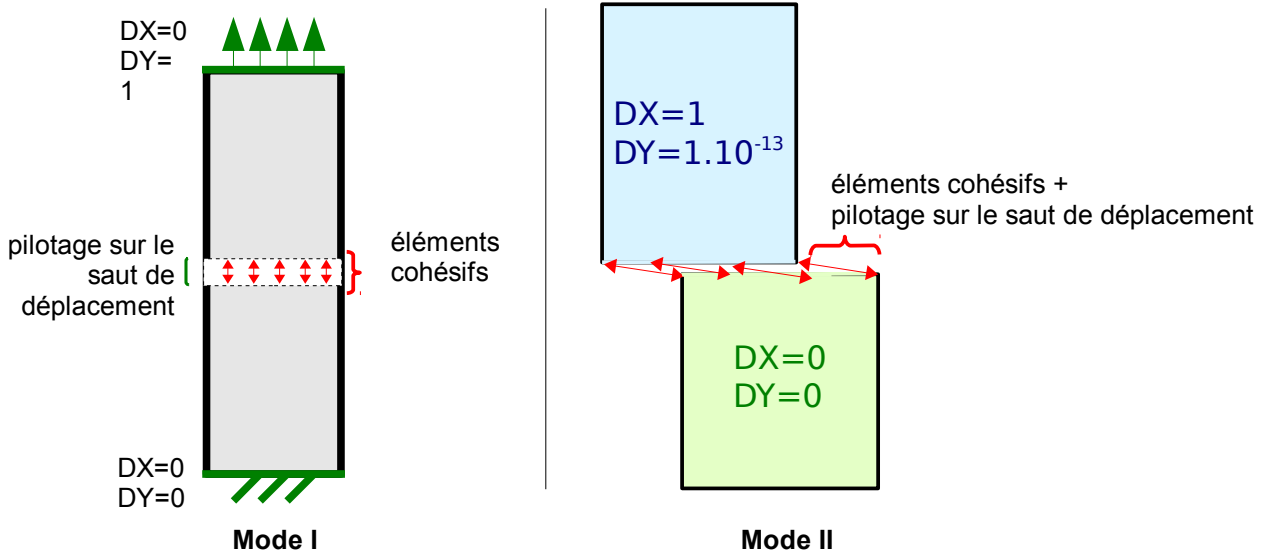 DX=0
DY=
1
pilotage sur le
saut de
déplacement
éléments
cohésifs
DX=0
DY=0
Mode I
DX=1
DY=1.10-13
éléments cohésifs +
pilotage sur le saut de déplacement
DX=0
DY=0
Mode II